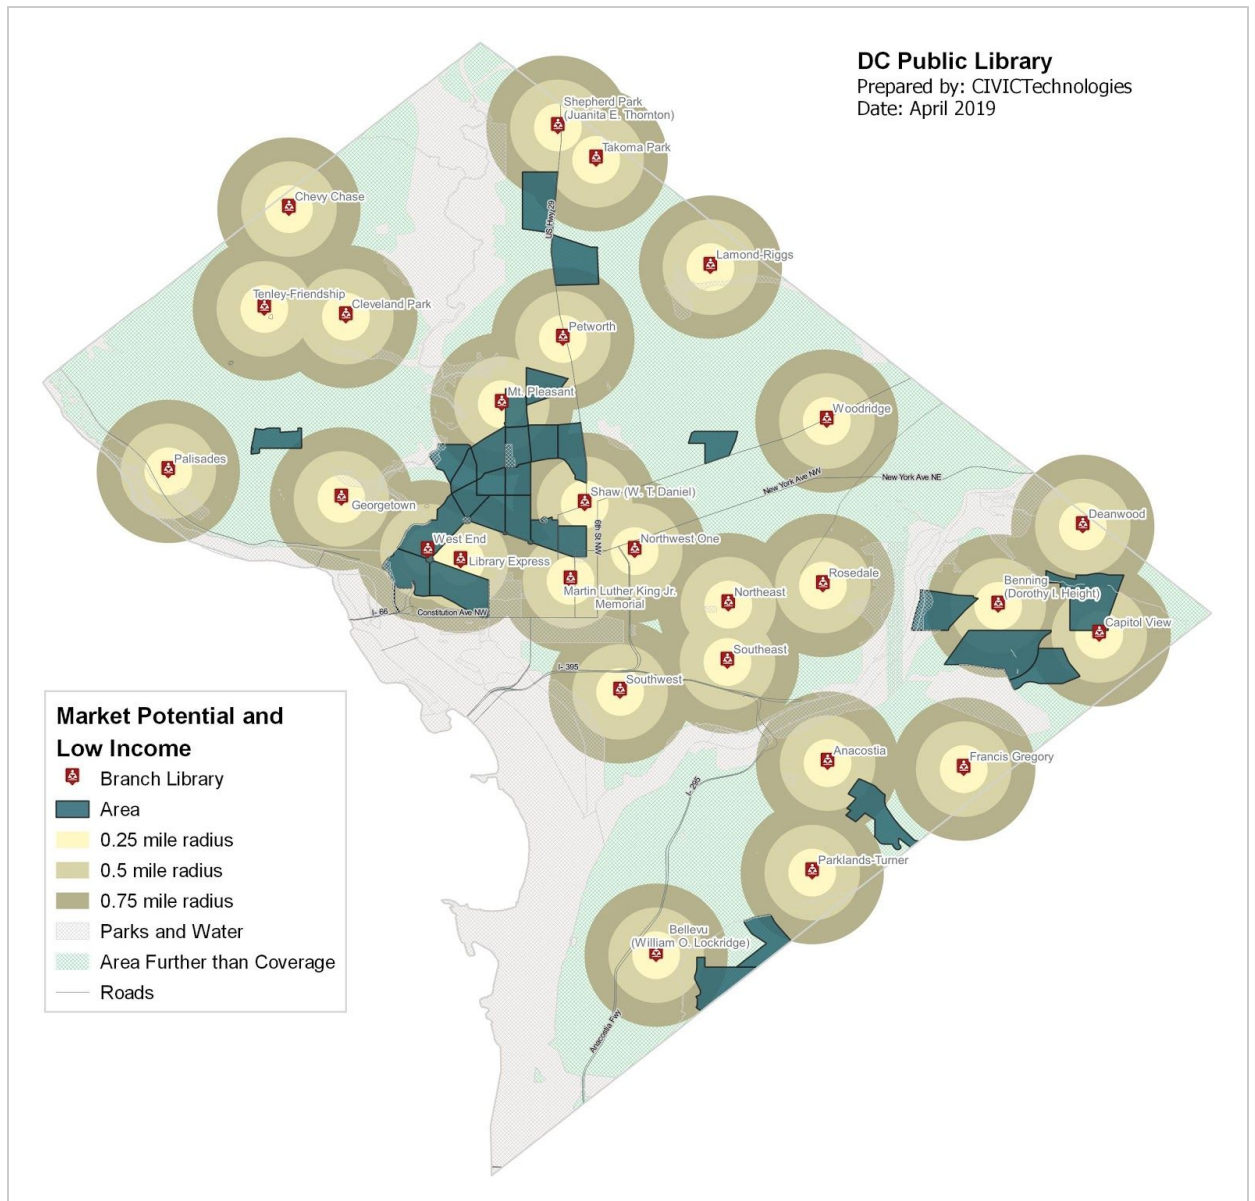 DC Public Library
Prepared by: CIVICTechnologies
Date: April 2019
Shepherd Park
(Juanita E. Thornton)
Takoma Park
Chevy Chase
US Hwy 29
Lamond-Riggs
Tenley-Friendship
Cleveland Park
Petworth
Mt. Pleasant
Woodridge
Palisades
Georgetown
Shaw (W. T. Daniel)
New York Ave NW
New York Ave NE
6th St NW
Deanwood
West End
Library Express
Northwest One
Martin Luther King Jr.
Memorial
Northeast
Rosedale
Benning
(Dorothy I. Height)
Capitol View
I- 66
Constitution Ave NW
I- 395
Southeast
Southwest
Anacostia
Francis Gregory
I- 295
Parklands-Turner
Bellevu
(William O. Lockridge)
Anacostia Fwy
Market Potential and
Low Income
Branch Library
Area
0.25 mile radius
0.5 mile radius
0.75 mile radius
Parks and Water
Area Further than Coverage
Roads